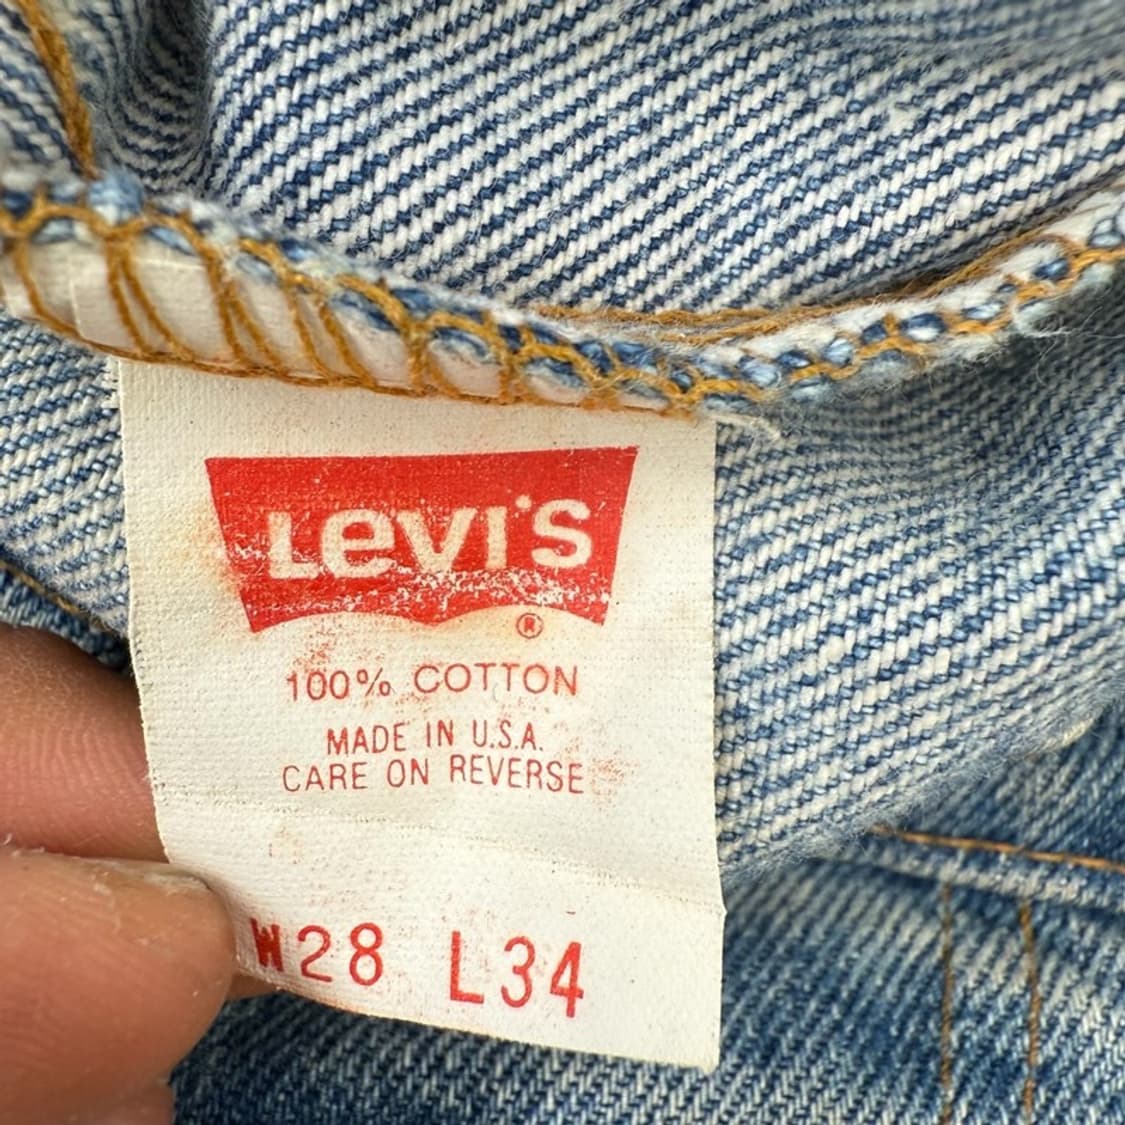 Levi's
®
100% COTTON
MADE IN U.S.A.
CARE ON REVERSE
W28 L34